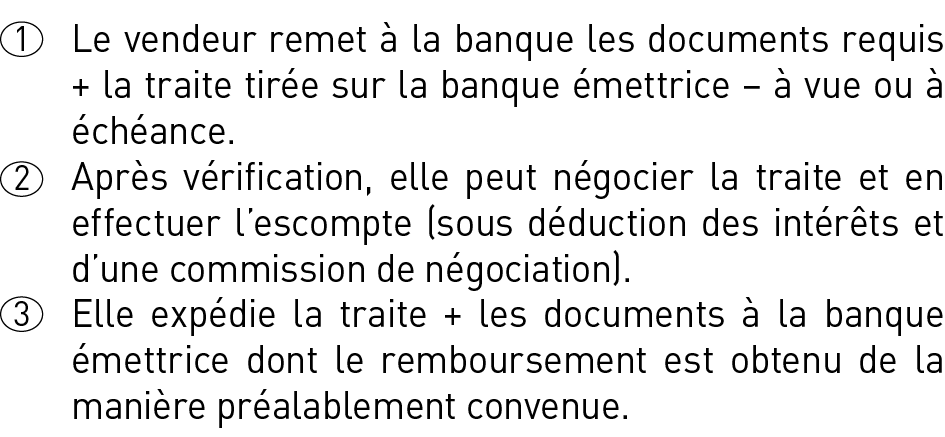 ① Le vendeur remet à la banque les documents requis
+ la traite tirée sur la banque émettrice – à vue ou à
échéance.
② Après vérification, elle peut négocier la traite et en
effectuer l’escompte (sous déduction des intérêts et
d’une commission de négociation).
③ Elle expédie la traite + les documents à la banque
émettrice dont le remboursement est obtenu de la
manière préalablement convenue.